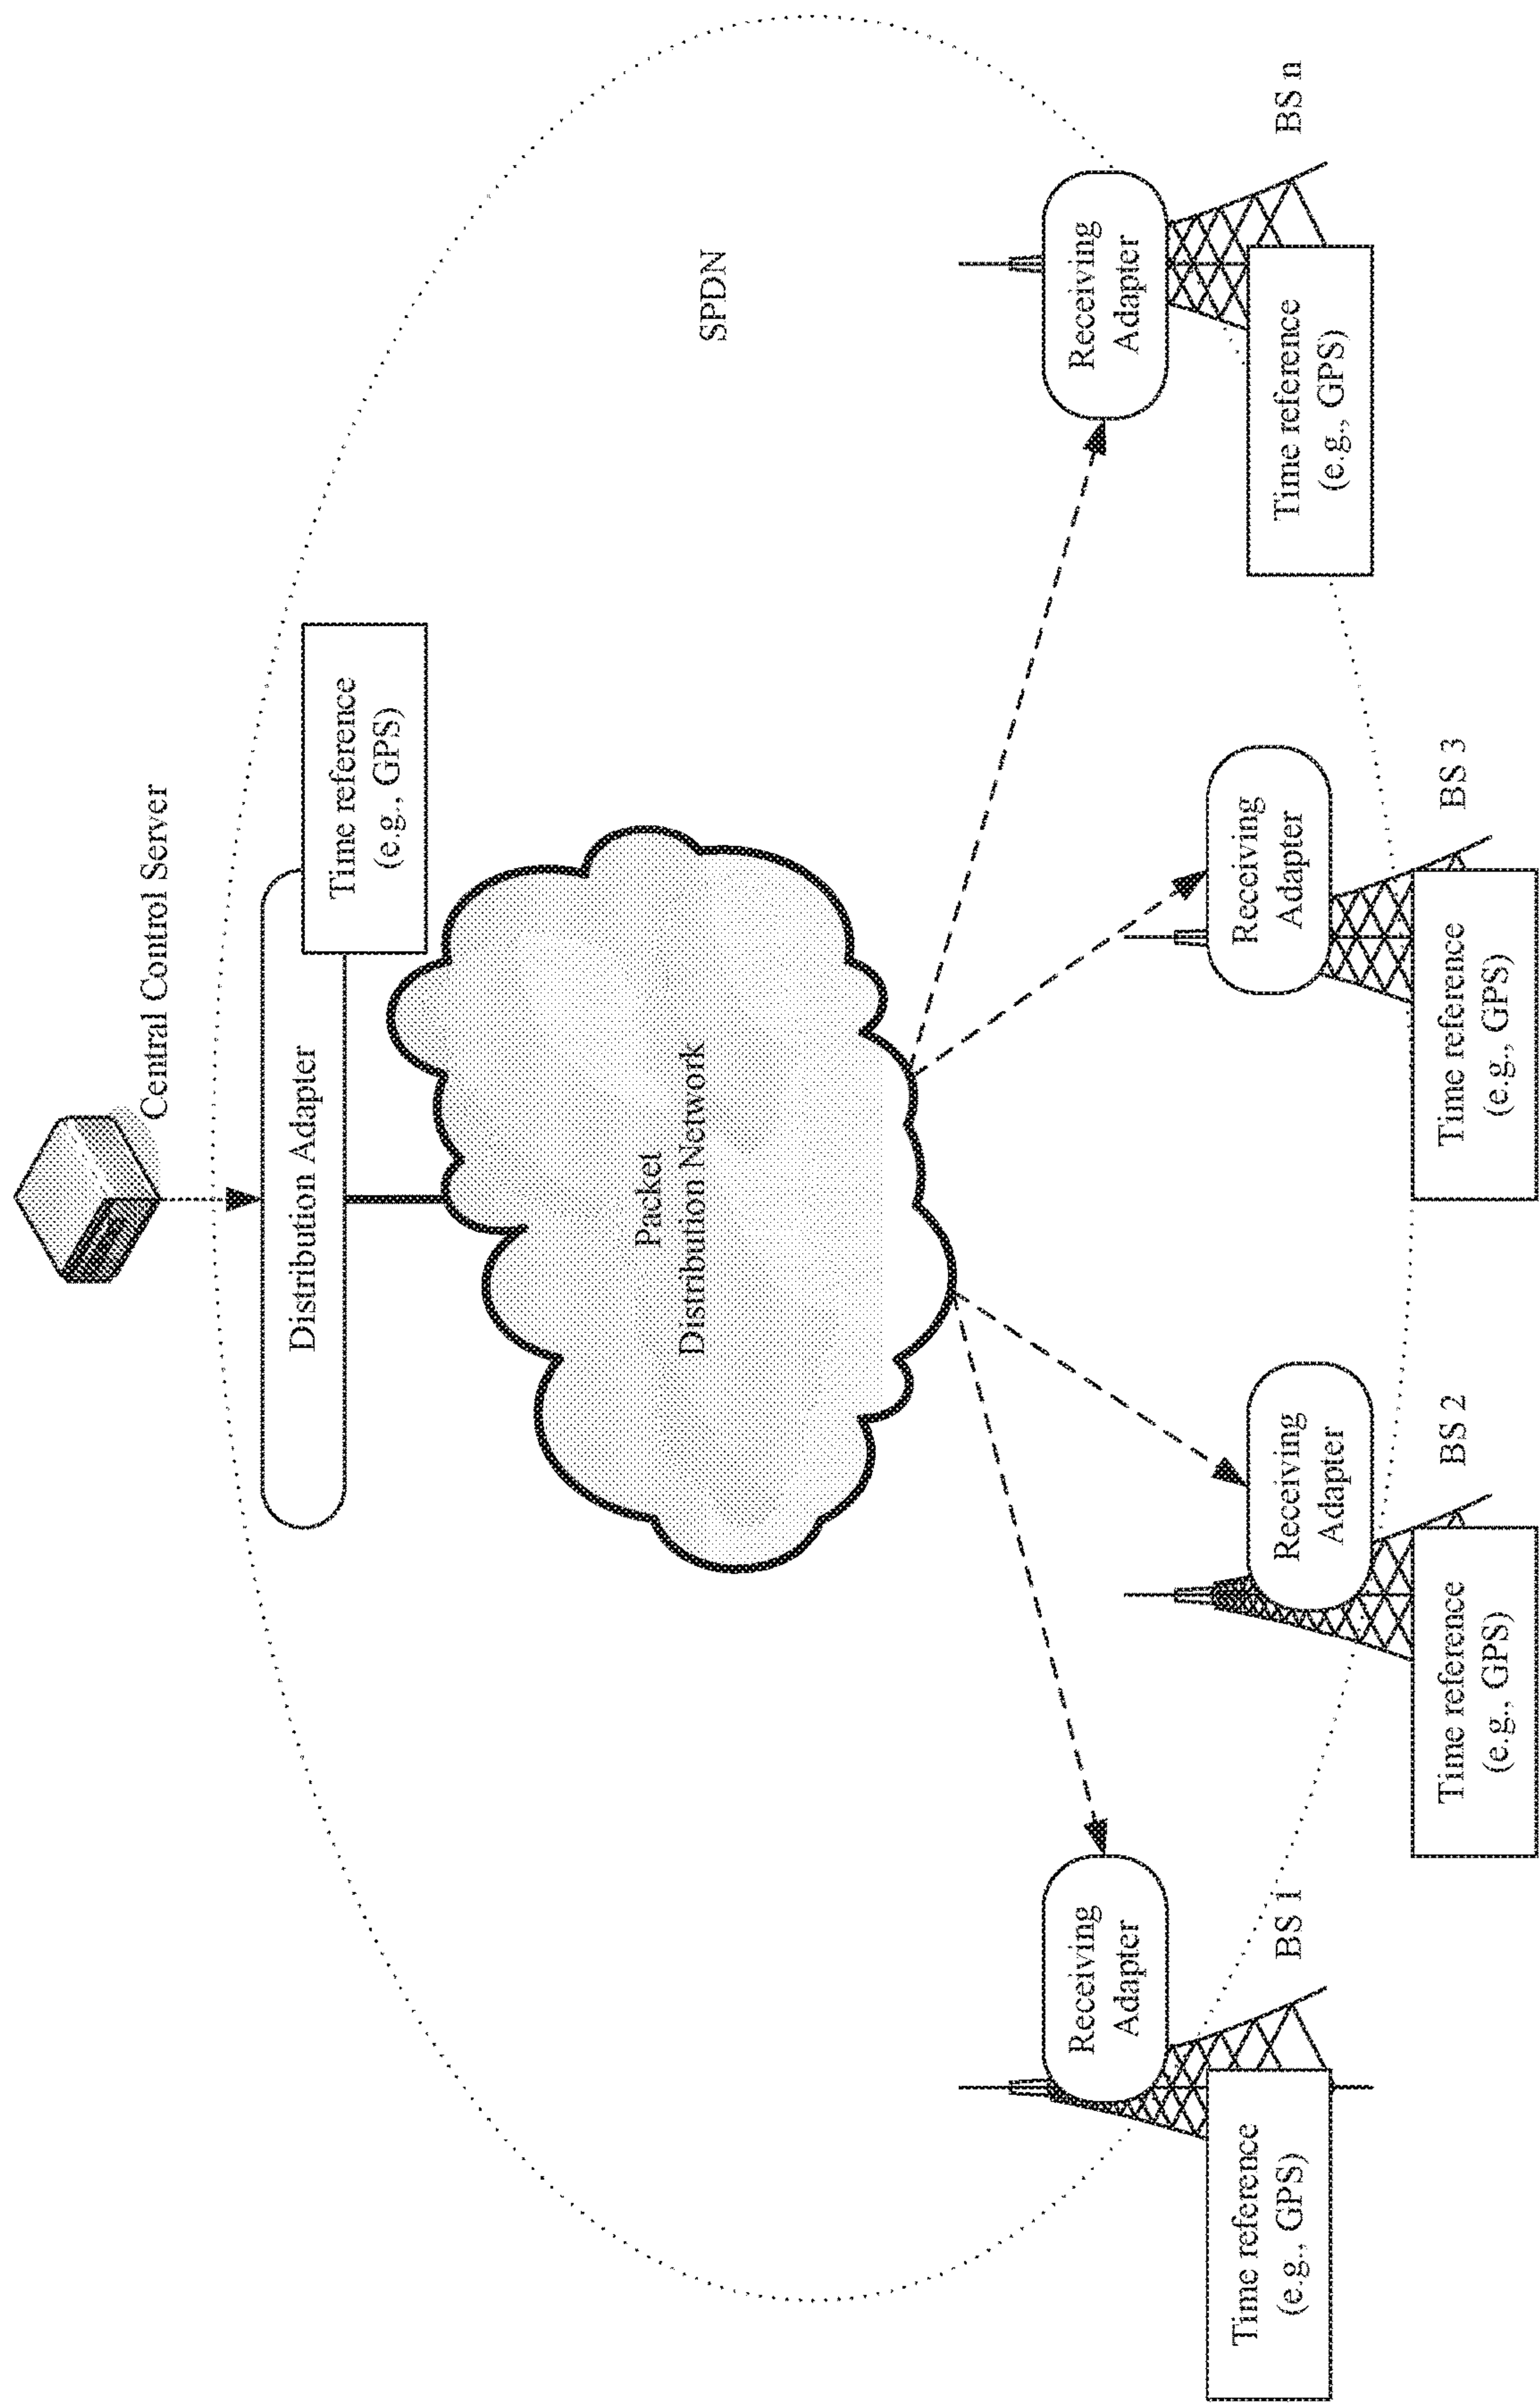 Central Control Server
Distribution Adapter
Time reference
(e.g., GPS)
Packet
Distribution Network
SPDN
Receiving
Adapter
BS 1
Time reference
(e.g., GPS)
Receiving
Adapter
BS 2
Time reference
(e.g., GPS)
Receiving
Adapter
BS 3
Time reference
(e.g., GPS)
Receiving
Adapter
BS n
Time reference
(e.g., GPS)